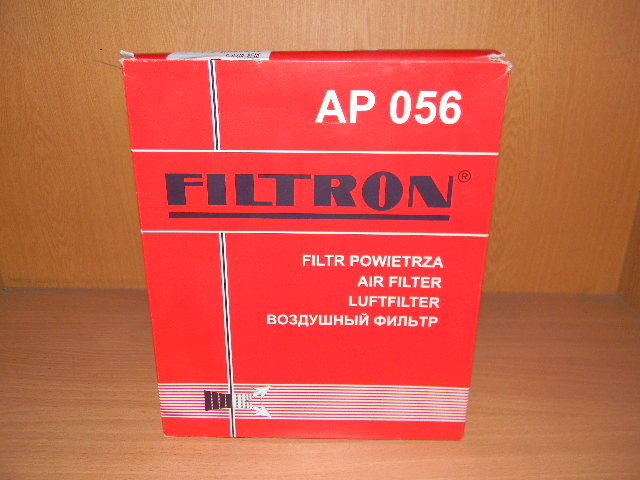 AP 056
FILTRON®
FILTR POWIETRZA
AIR FILTER
LUFTFILTER
ВОЗДУШНЫЙ ФИЛЬТР